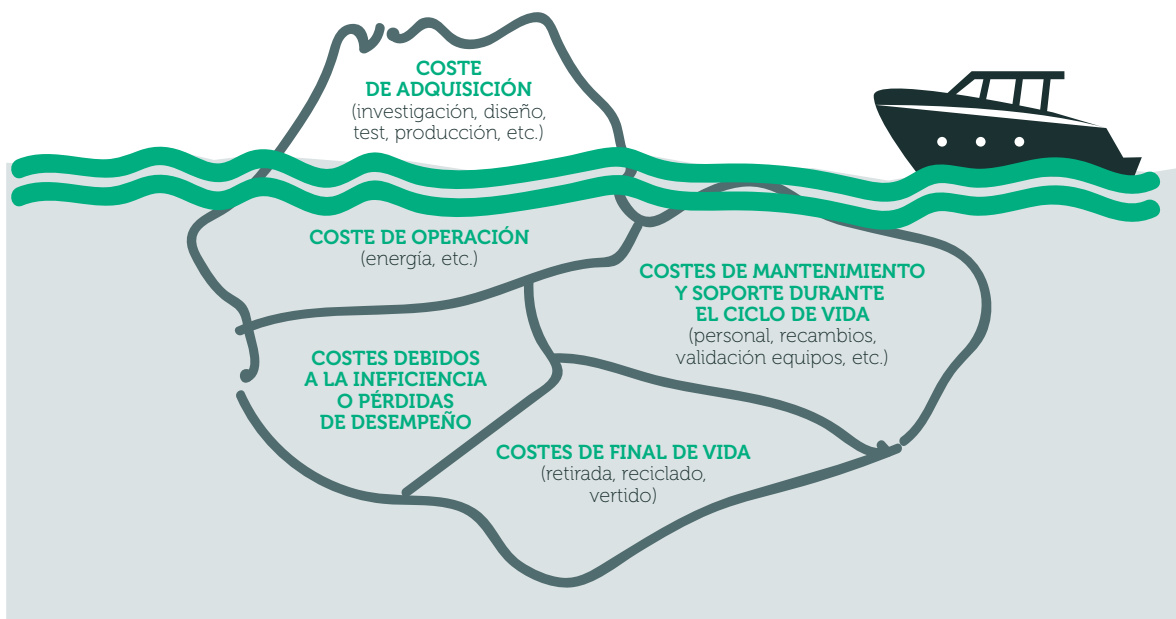 COSTE
DE ADQUISICIÓN
(investigación, diseño,
test, producción, etc.)
COSTE DE OPERACIÓN
(energía, etc.)
COSTES DE MANTENIMIENTO
Y SOPORTE DURANTE
EL CICLO DE VIDA
(personal, recambios,
validación equipos, etc.)
COSTES DEBIDOS
A LA INEFICIENCIA
O PÉRDIDAS
DE DESEMPEÑO
COSTES DE FINAL DE VIDA
(retirada, reciclado,
vertido)